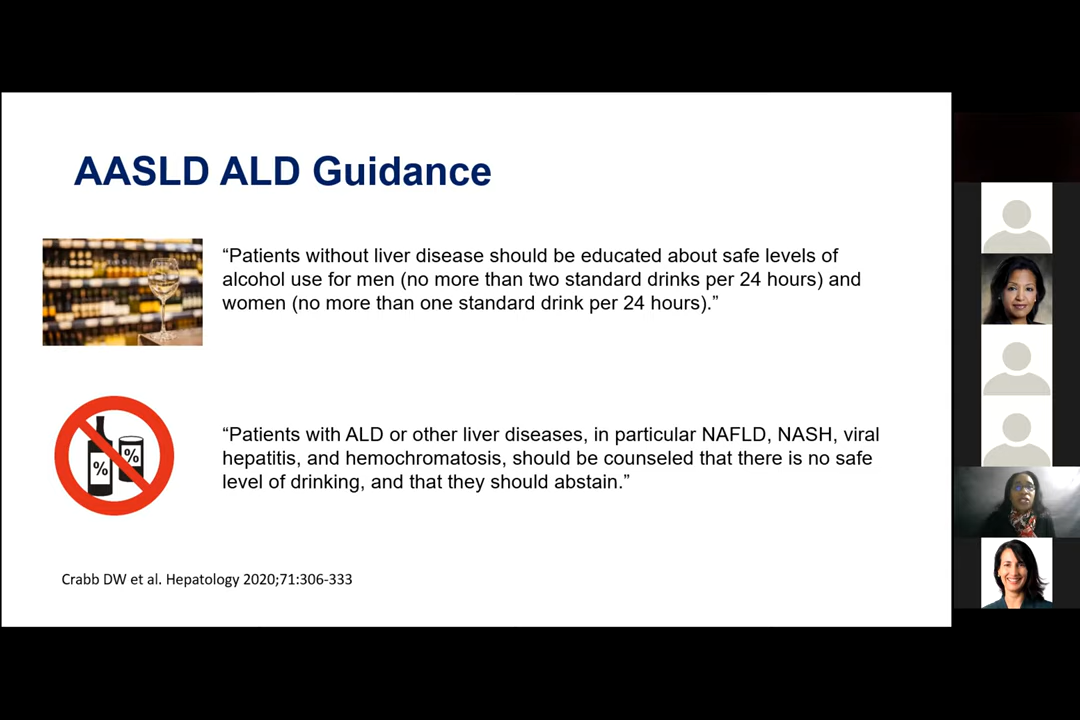 AASLD ALD Guidance
“Patients without liver disease should be educated about safe levels of
alcohol use for men (no more than two standard drinks per 24 hours) and
women (no more than one standard drink per 24 hours).”
%
%
“Patients with ALD or other liver diseases, in particular NAFLD, NASH, viral
hepatitis, and hemochromatosis, should be counseled that there is no safe
level of drinking, and that they should abstain.”
Crabb DW et al. Hepatology 2020;71:306-333